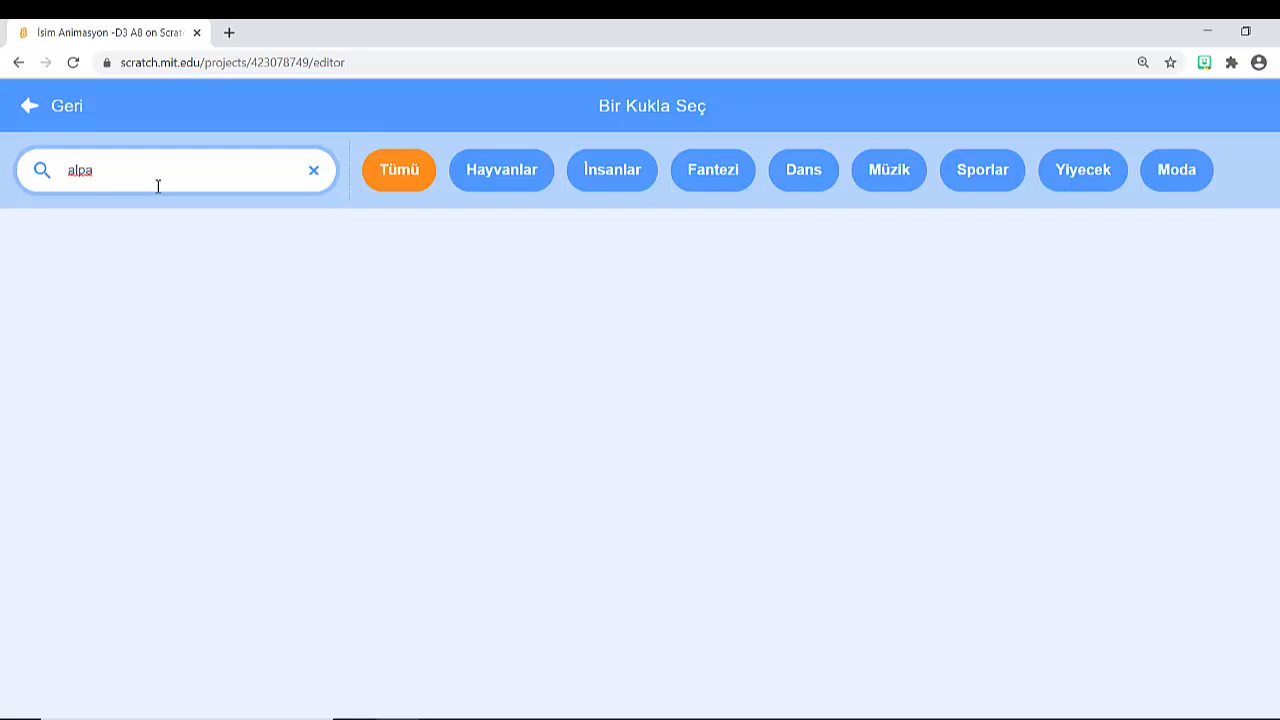 İsim Animasyon -D3 A8 on Scrat
scratch.mit.edu/projects/423078749/editor
Geri
Bir Kukla Seç
alpa
Tümü
Hayvanlar
İnsanlar
Fantezi
Dans
Müzik
Sporlar
Yiyecek
Moda